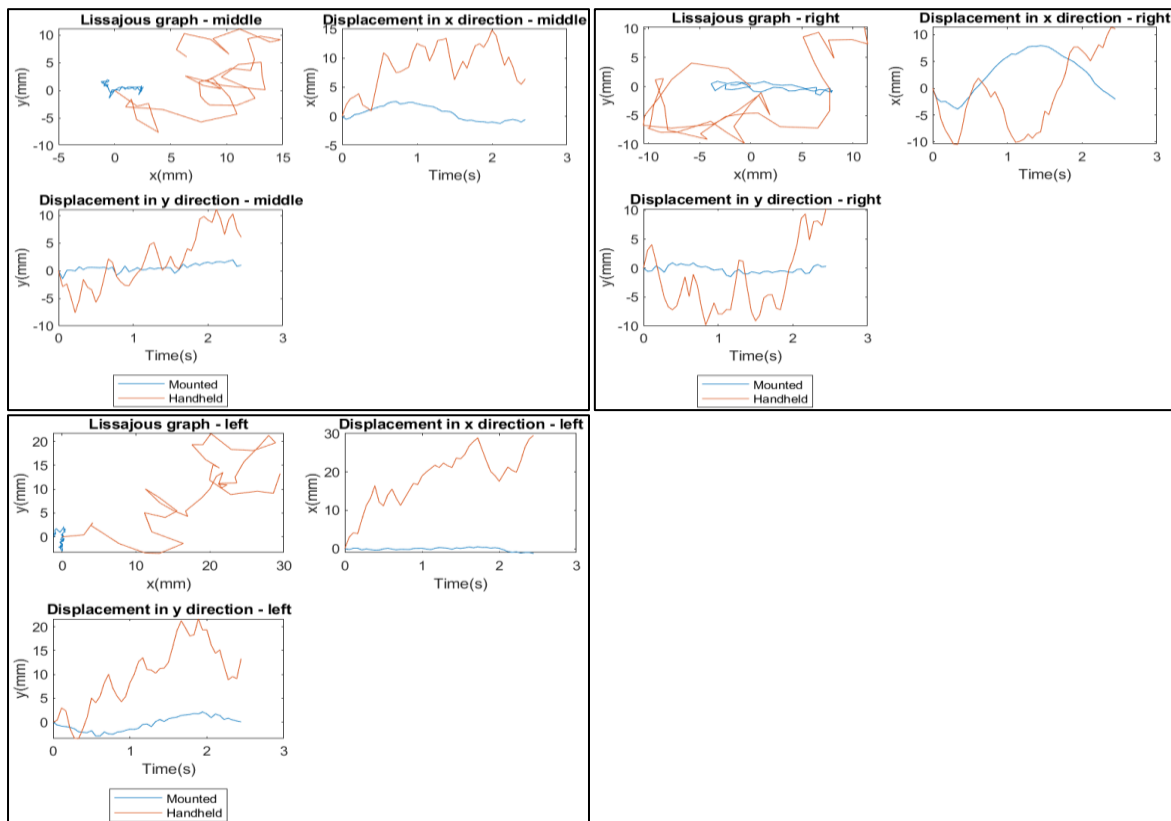 Lissajous graph - middle
y(mm)
10
5
0
-5
-10
-5 0 5 10 15
x(mm)
Displacement in x direction - middle
x(mm)
15
10
5
0
-5
0 1 2 3
Time(s)
Displacement in y direction - middle
y(mm)
10
5
0
-5
-10
0 1 2 3
Time(s)
Mounted
Handheld
Lissajous graph - right
y(mm)
10
5
0
-5
-10 -5 0 5 10
x(mm)
Displacement in x direction - right
x(mm)
10
5
0
-5
-10
0 1 2 3
Time(s)
Displacement in y direction - right
y(mm)
10
5
0
-5
-10
0 1 2 3
Time(s)
Mounted
Handheld
Lissajous graph - left
y(mm)
20
15
10
5
0
0 10 20 30
x(mm)
Displacement in x direction - left
x(mm)
30
20
10
0
0 1 2 3
Time(s)
Displacement in y direction - left
y(mm)
20
15
10
5
0
0 1 2 3
Time(s)
Mounted
Handheld